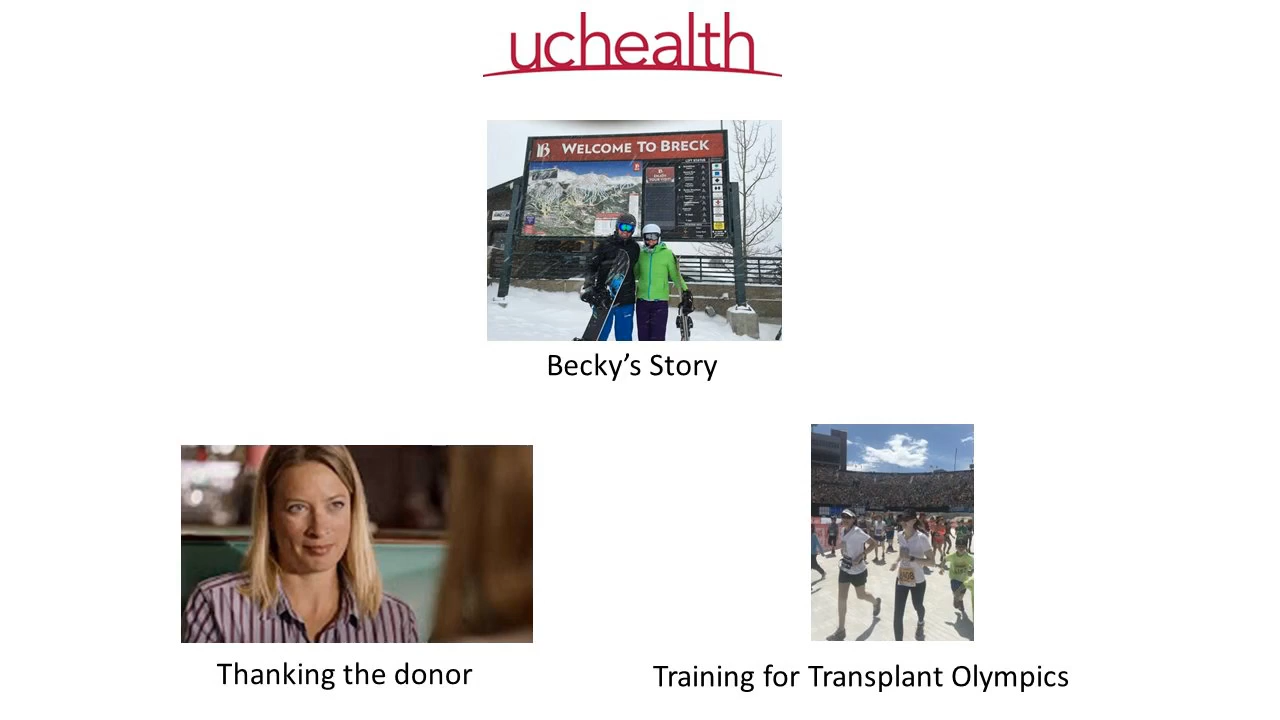 uchealth
WELCOME TO BRECK
Becky’s Story
Thanking the donor
Training for Transplant Olympics